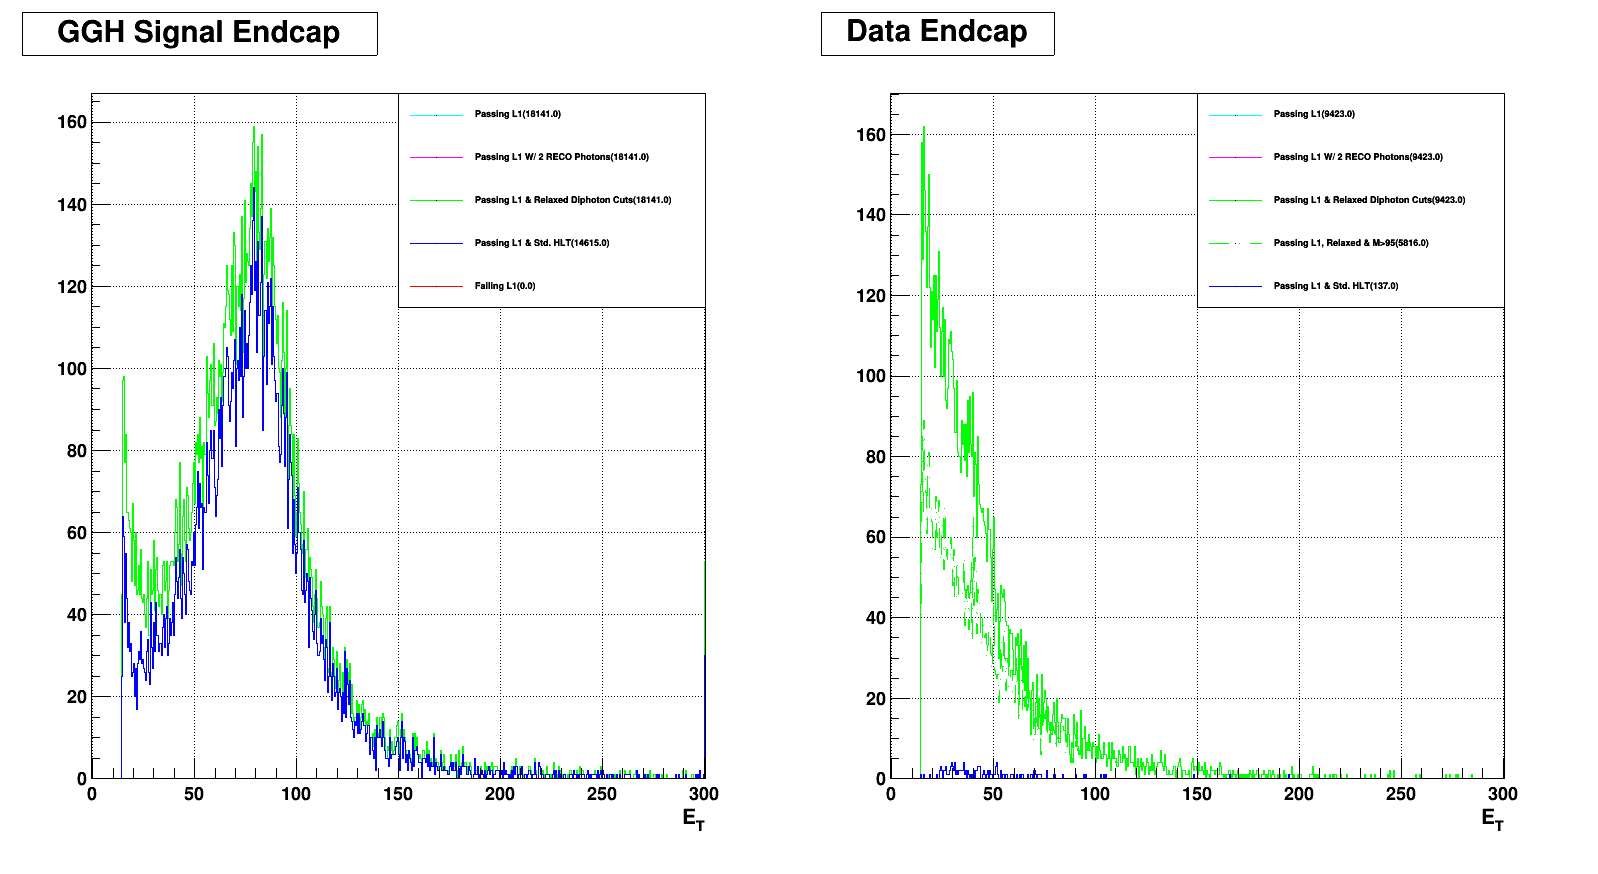 GGH Signal Endcap
Passing L1(18141.0)
Passing L1 W/ 2 RECO Photons(18141.0)
Passing L1 & Relaxed Diphoton Cuts(18141.0)
Passing L1 & Std. HLT(14615.0)
Failing L1(0.0)
160
140
120
100
80
60
40
20
0
0 50 100 150 200 250 300
E_T
Data Endcap
Passing L1(9423.0)
Passing L1 W/ 2 RECO Photons(9423.0)
Passing L1 & Relaxed Diphoton Cuts(9423.0)
Passing L1, Relaxed & M>95(5816.0)
Passing L1 & Std. HLT(137.0)
160
140
120
100
80
60
40
20
0
0 50 100 150 200 250 300
E_T